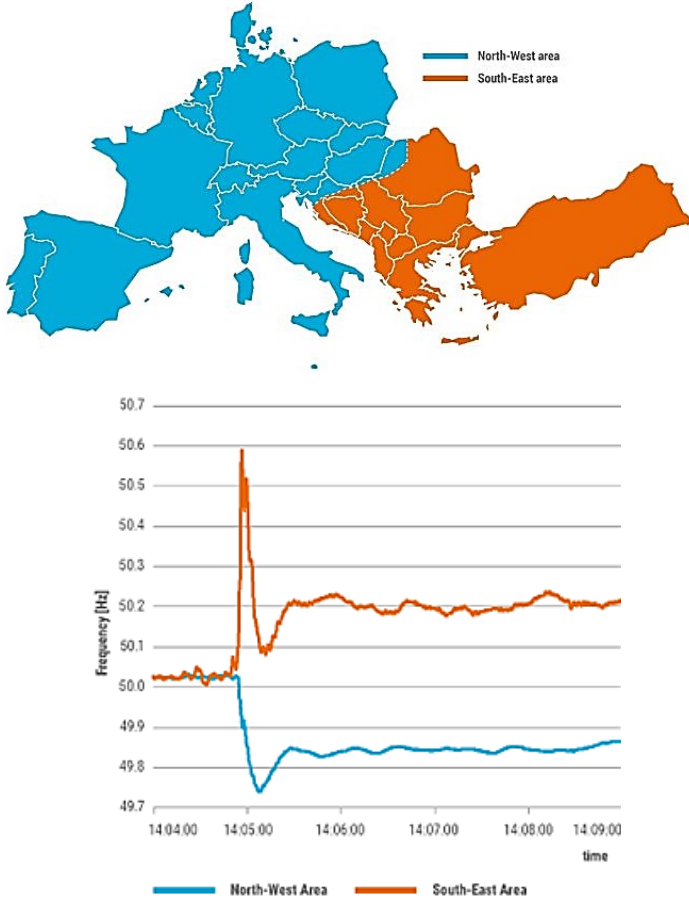 North-West area
South-East area
50.7
50.6
50.5
50.4
50.3
50.2
50.1
50.0
49.9
49.8
49.7
Frequency [Hz]
14:04:00 14:05:00 14:06:00 14:07:00 14:08:00 14:09:00
time
North-West Area South-East Area